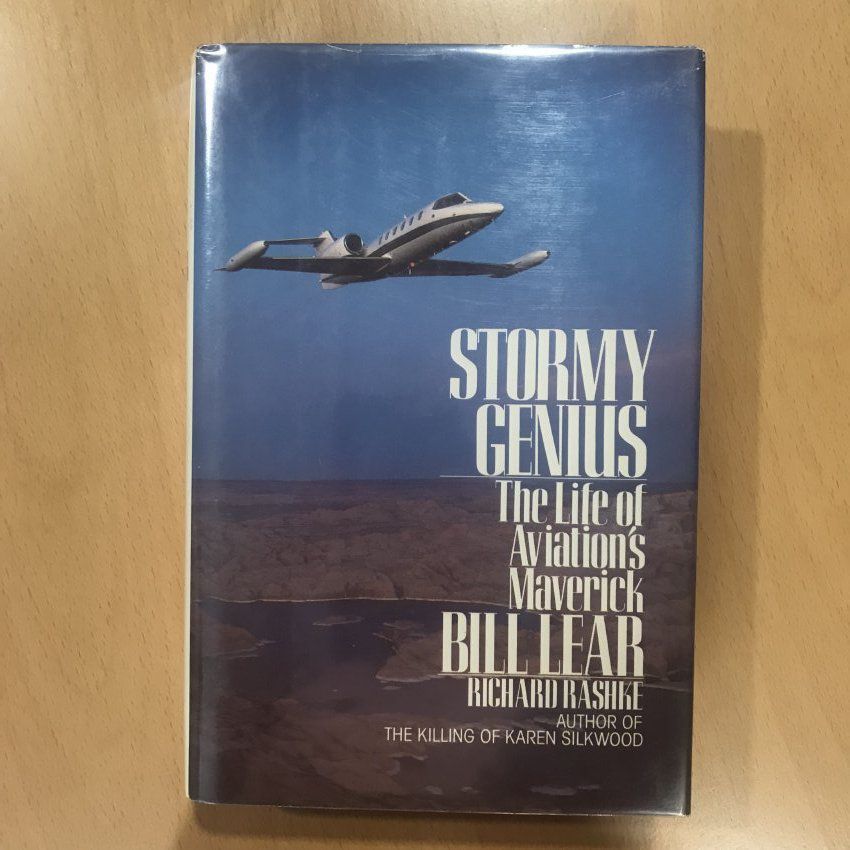 STORMY
GENIUS
The Life of
Aviation's
Maverick
BILL LEAR
RICHARD RASHKE
AUTHOR OF
THE KILLING OF KAREN SILKWOOD